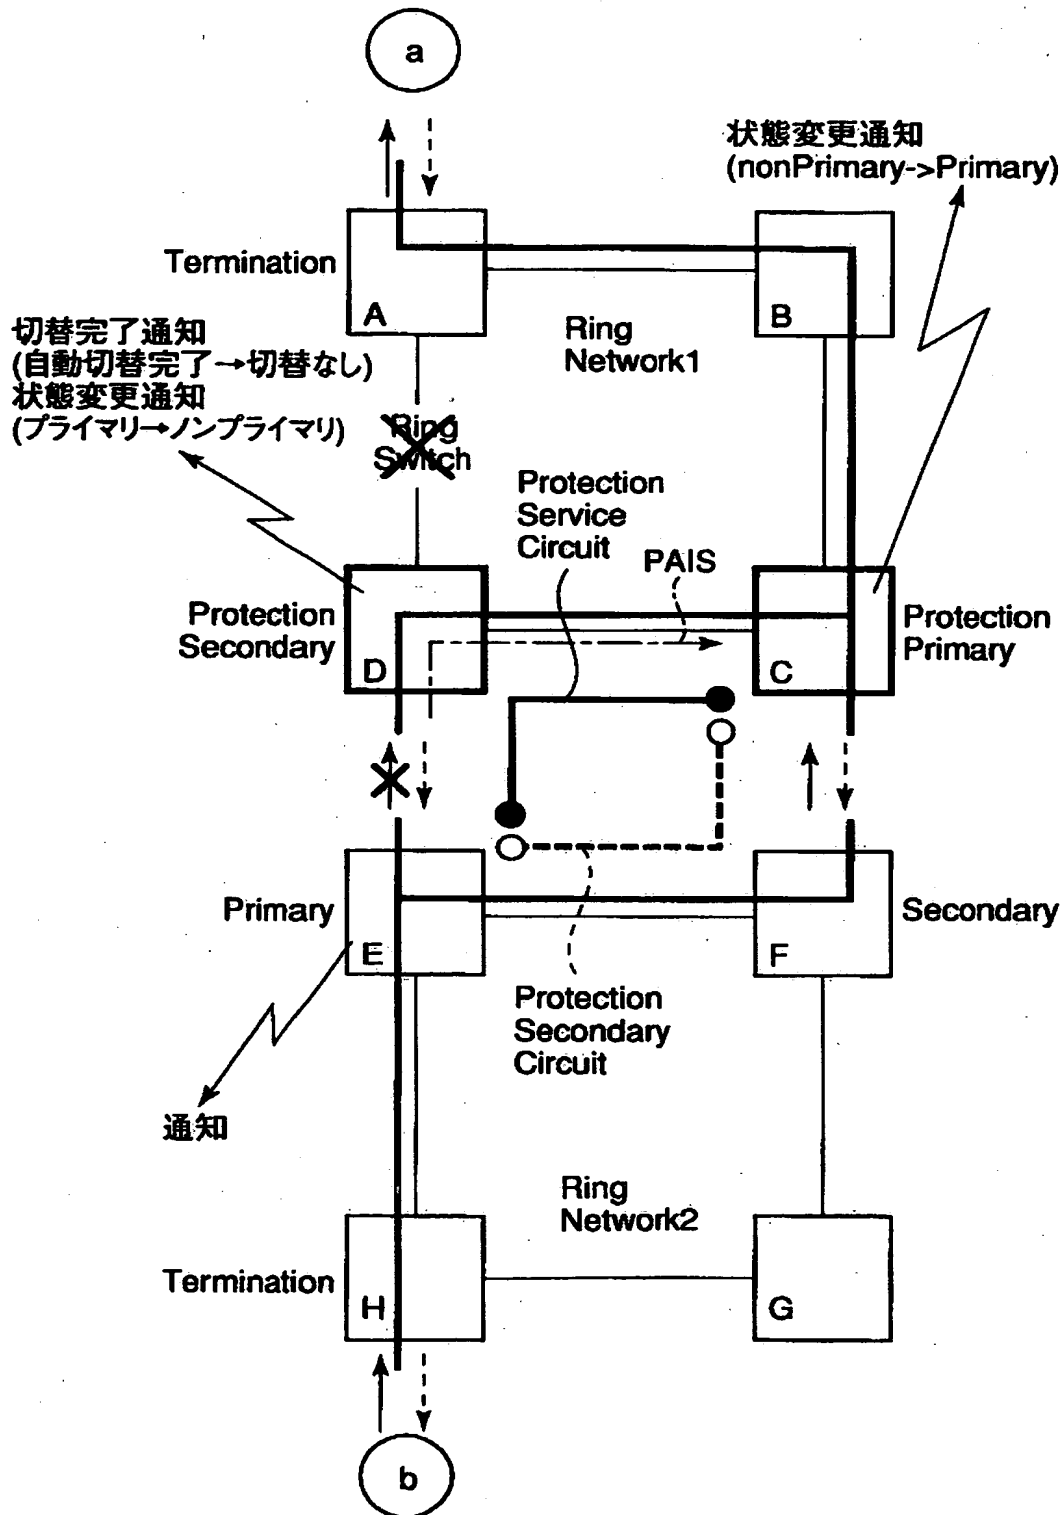 a
状態変更通知
(nonPrimary->Primary)
Termination
A
B
切替完了通知
(自動切替完了→切替なし)
状態変更通知
(プライマリ→ノンプライマリ)
Ring
Network1
Ring
Switch
Protection
Service
Circuit
PAIS
Protection
Secondary
D
C
Protection
Primary
Primary
E
F
Secondary
Protection
Secondary
Circuit
通知
Ring
Network2
Termination
H
G
b